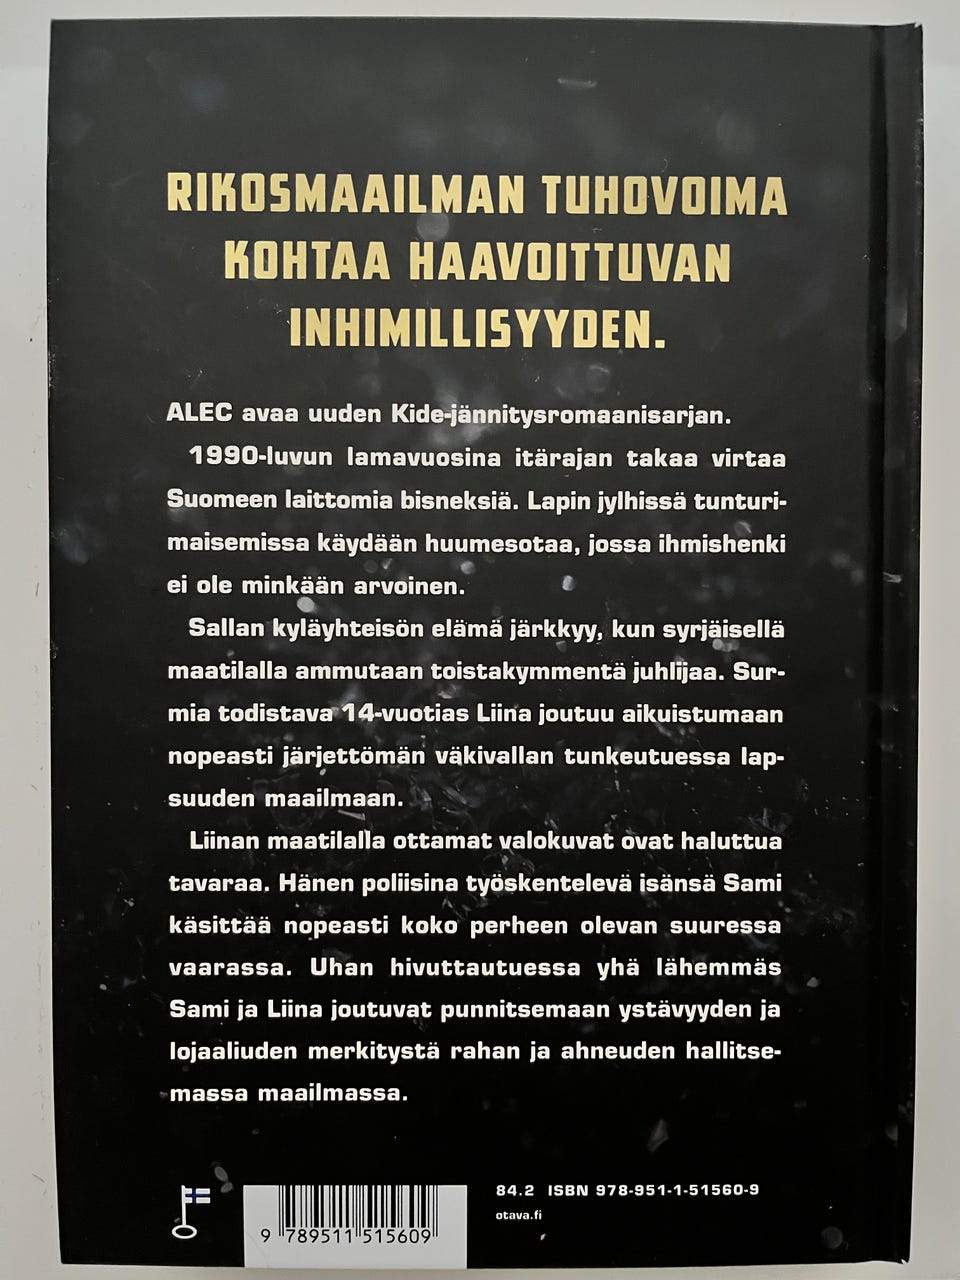 RIKOSMAAILMAN TUHOVOIMA
KOHTAA HAAVOITTUVAN
INHIMILLISYYDEN.
ALEC avaa uuden Kide-jännitysromaanisarjan.
1990-luvun lamavuosina itärajan takaa virtaa
Suomeen laittomia bisneksiä. Lapin jylhissä tunturi-
maisemissa käydään huumesotaa, jossa ihmishenki
ei ole minkään arvoinen.
Sallan kyläyhteisön elämä järkkyy, kun syrjäisellä
maatilalla ammutaan toistakymmentä juhlijaa. Sur-
mia todistava 14-vuotias Liina joutuu aikuistumaan
nopeasti järjettömän väkivallan tunkeutuessa lap-
suuden maailmaan.
Liinan maatilalla ottamat valokuvat ovat haluttua
tavaraa. Hänen poliisina työskentelevä isänsä Sami
käsittää nopeasti koko perheen olevan suuressa
vaarassa. Uhan hivuttautuessa yhä lähemmäs
Sami ja Liina joutuvat punnitsemaan ystävyyden ja
lojaaliuden merkitystä rahan ja ahneuden hallitse-
massa maailmassa.
84.2 ISBN 978-951-1-51560-9
otava.fi
9 789511 515609